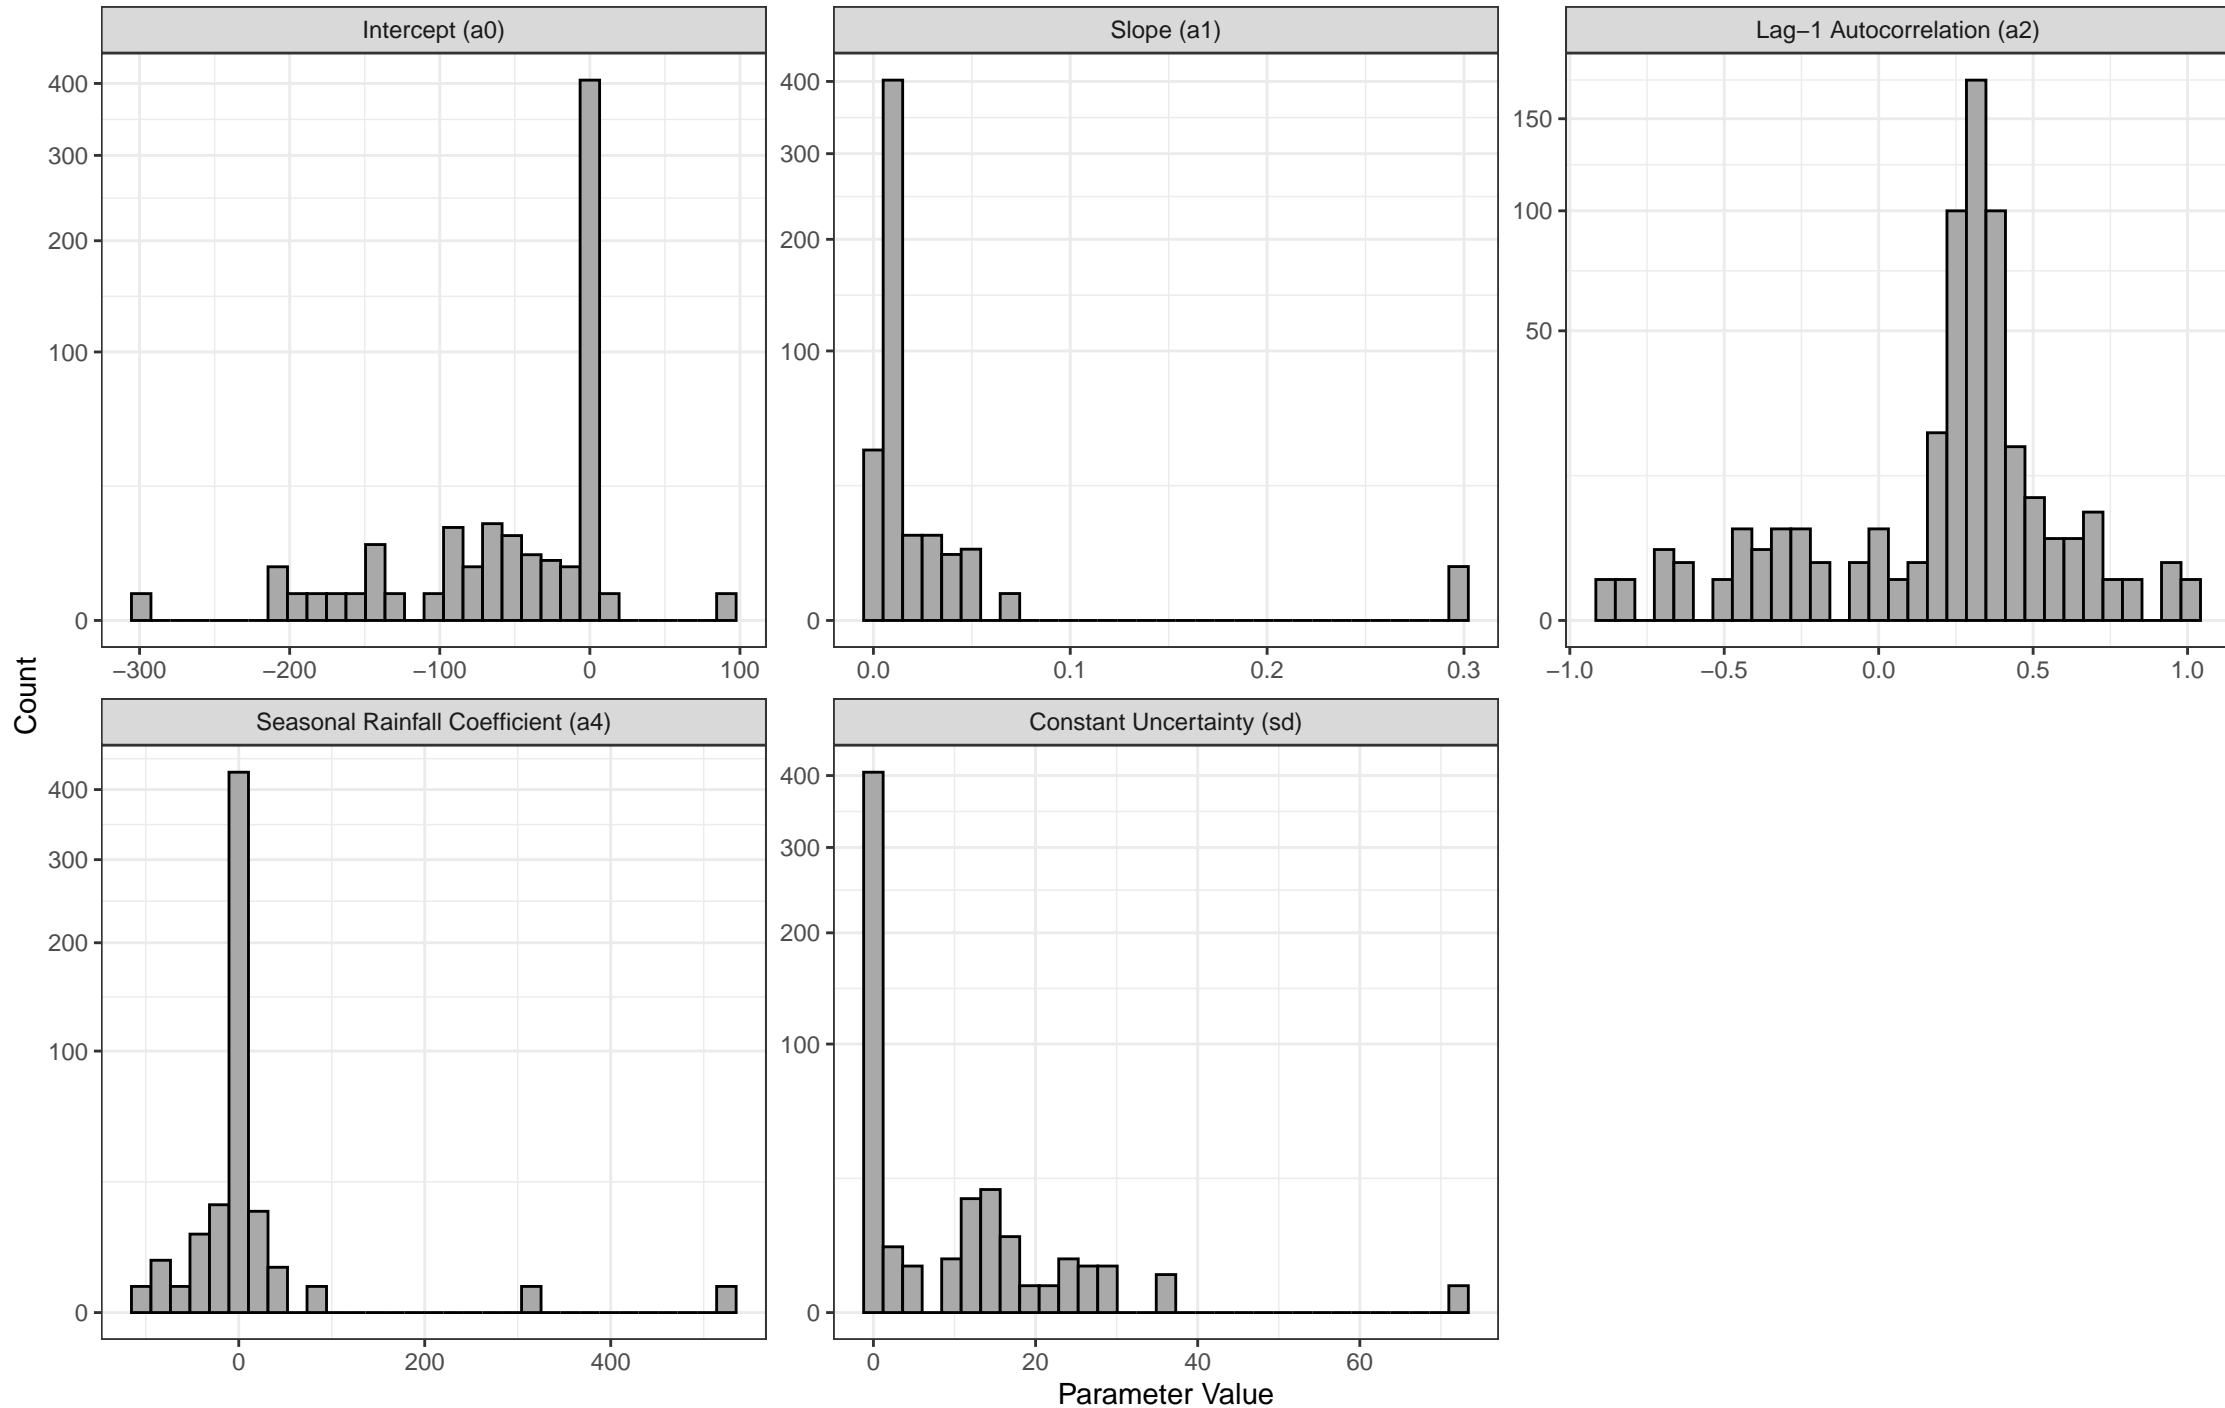 Intercept (a0)
Slope (a1)
Lag−1 Autocorrelation (a2)
400
300
200
100
0
−300 −200 −100 0 100
400
300
200
100
0
0.0 0.1 0.2 0.3
150
100
50
0
−1.0 −0.5 0.0 0.5 1.0
Count
Seasonal Rainfall Coefficient (a4)
Constant Uncertainty (sd)
400
300
200
100
0
0 200 400
400
300
200
100
0
0 20 40 60
Parameter Value